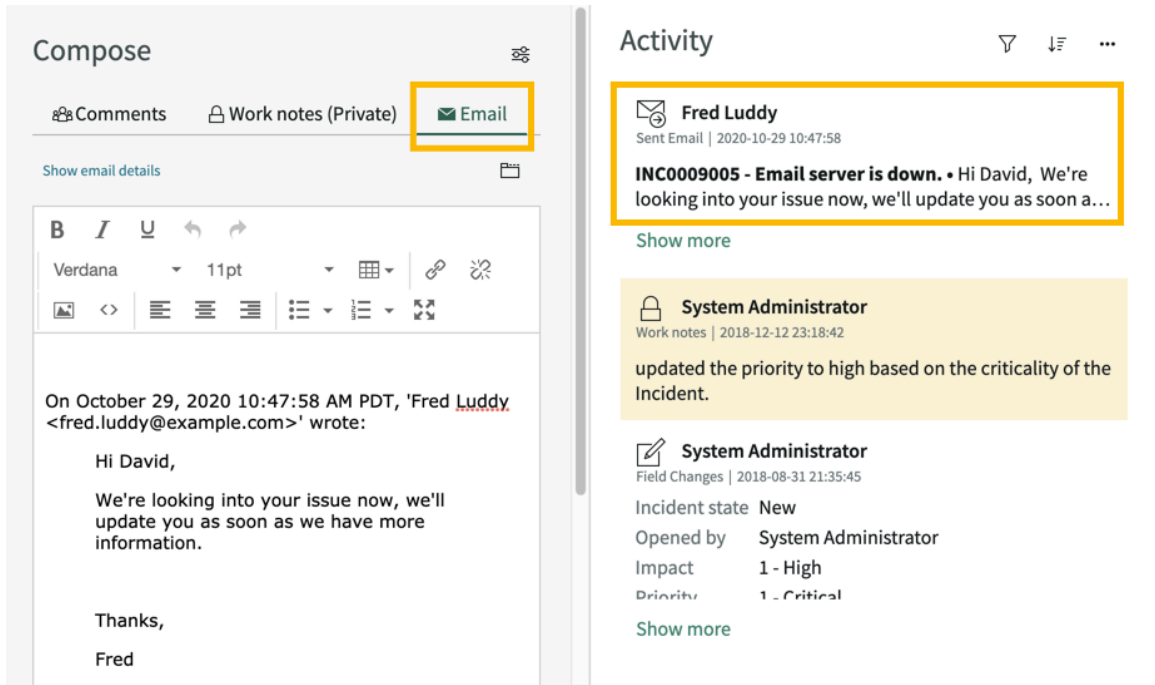 Compose
Comments
Work notes (Private)
Email
Show email details
B I U
Verdana
11pt
On October 29, 2020 10:47:58 AM PDT, 'Fred Luddy
<fred.luddy@example.com>' wrote:
Hi David,
We're looking into your issue now, we'll
update you as soon as we have more
information.
Thanks,
Fred
Activity
Fred Luddy
Sent Email | 2020-10-29 10:47:58
INC0009005 - Email server is down. • Hi David, We're
looking into your issue now, we'll update you as soon a...
Show more
System Administrator
Work notes | 2018-12-12 23:18:42
updated the priority to high based on the criticality of the
Incident.
System Administrator
Field Changes | 2018-08-31 21:35:45
Incident state New
Opened by System Administrator
Impact 1 - High
Priority 1 - Critical
Show more